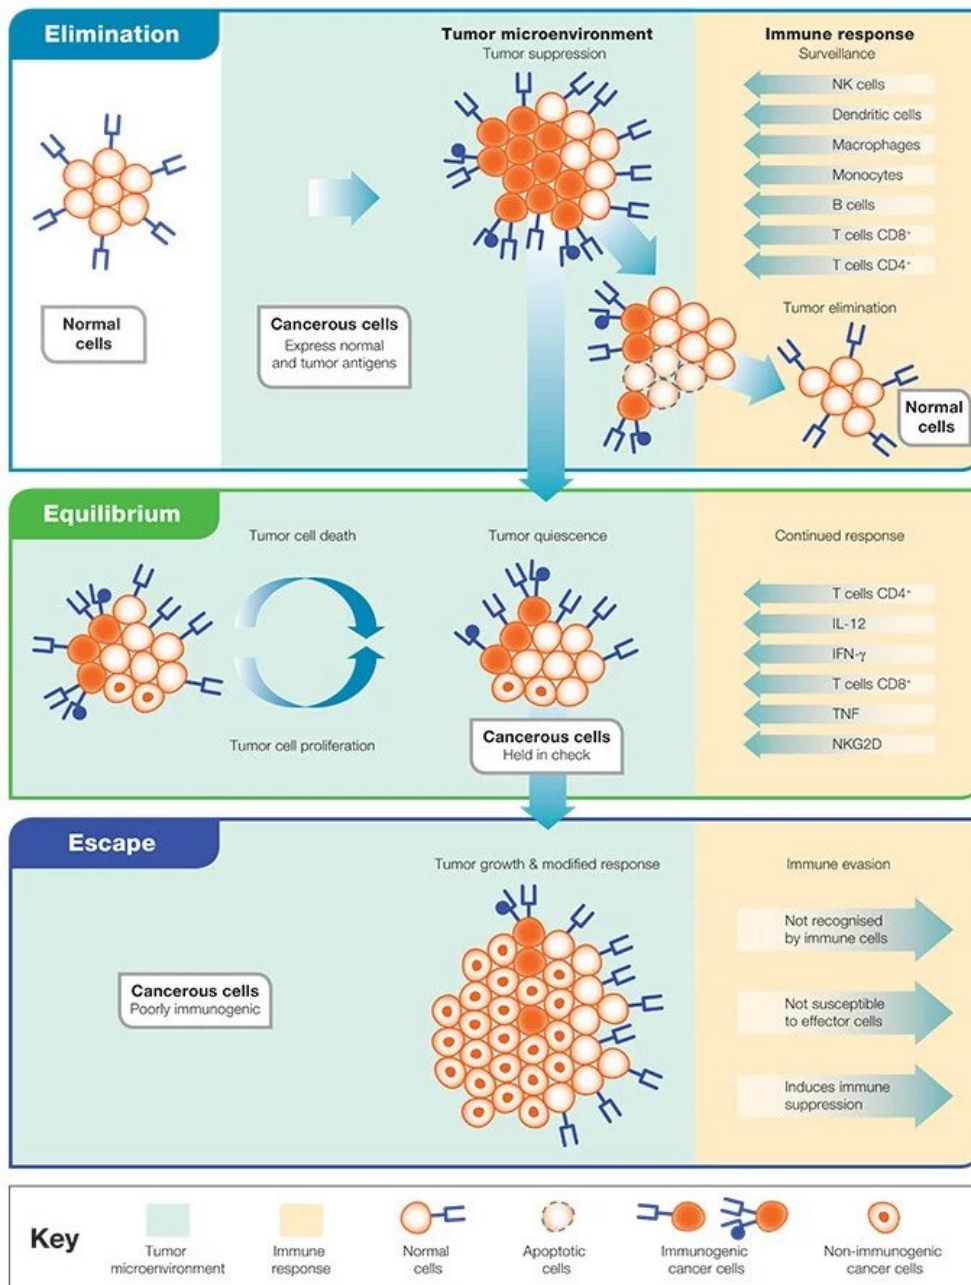 Elimination
Tumor microenvironment
Tumor suppression
Immune response
Surveillance
NK cells
Dendritic cells
Macrophages
Monocytes
B cells
T cells CD8⁺
T cells CD4⁺
Normal
cells
Cancerous cells
Express normal
and tumor antigens
Tumor elimination
Normal
cells
Equilibrium
Tumor cell death
Tumor quiescence
Continued response
T cells CD4⁺
IL-12
IFN-γ
T cells CD8⁺
TNF
NKG2D
Tumor cell proliferation
Cancerous cells
Held in check
Escape
Tumor growth & modified response
Immune evasion
Not recognised
by immune cells
Cancerous cells
Poorly immunogenic
Not susceptible
to effector cells
Induces immune
suppression
Key
Tumor
microenvironment
Immune
response
Normal
cells
Apoptotic
cells
Immunogenic
cancer cells
Non-immunogenic
cancer cells